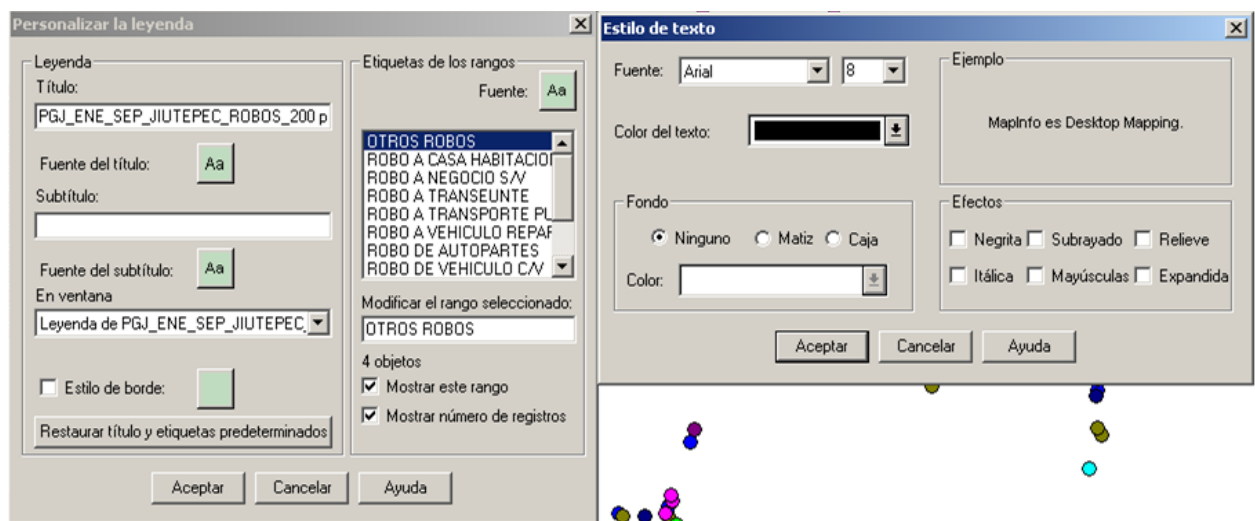 Personalizar la leyenda
Leyenda
Título:
PGJ_ENE_SEP_JIUTEPEC_ROBOS_200 p
Fuente del título: Aa
Subtítulo:
Fuente del subtítulo: Aa
En ventana
Leyenda de PGJ_ENE_SEP_JIUTEPEC_
Estilo de borde:
Restaurar título y etiquetas predeterminados
Etiquetas de los rangos
Fuente: Aa
OTROS ROBOS
ROBO A CASA HABITACIO
ROBO A NEGOCIO S/V
ROBO A TRANSEUNTE
ROBO A TRANSPORTE PU
ROBO A VEHICULO REPAR
ROBO DE AUTOPARTES
ROBO DE VEHICULO C/V
Modificar el rango seleccionado:
OTROS ROBOS
4 objetos
Mostrar este rango
Mostrar número de registros
Aceptar Cancelar Ayuda
Estilo de texto
Fuente: Arial 8
Color del texto:
Ejemplo
MapInfo es Desktop Mapping.
Fondo
Ninguno Matiz Caja
Color:
Efectos
Negrita Subrayado Relieve
Itálica Mayúsculas Expandida
Aceptar Cancelar Ayuda